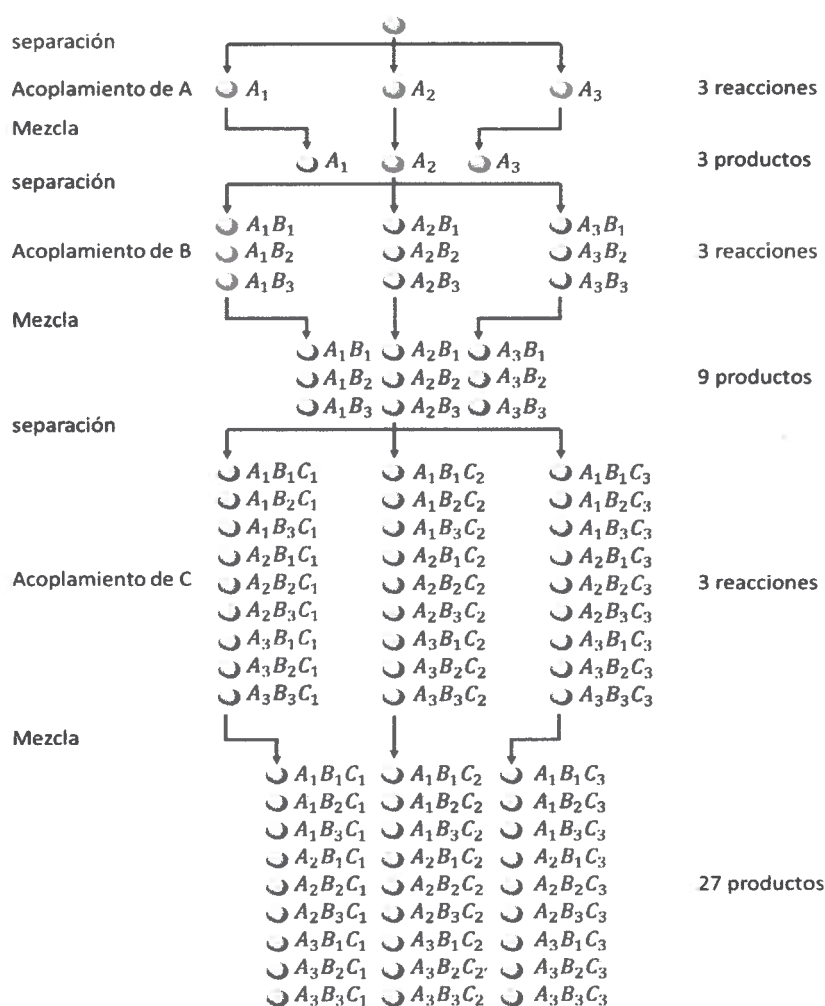 separación
Acoplamiento de A A₁ A₂ A₃ 3 reacciones
Mezcla
A₁ A₂ A₃ 3 productos
separación
A₁B₁ A₂B₁ A₃B₁
Acoplamiento de B A₁B₂ A₂B₂ A₃B₂ 3 reacciones
A₁B₃ A₂B₃ A₃B₃
Mezcla
A₁B₁ A₂B₁ A₃B₁
A₁B₂ A₂B₂ A₃B₂ 9 productos
A₁B₃ A₂B₃ A₃B₃
separación
A₁B₁C₁ A₁B₁C₂ A₁B₁C₃
A₁B₂C₁ A₁B₂C₂ A₁B₂C₃
A₁B₃C₁ A₁B₃C₂ A₁B₃C₃
A₂B₁C₁ A₂B₁C₂ A₂B₁C₃
Acoplamiento de C A₂B₂C₁ A₂B₂C₂ A₂B₂C₃ 3 reacciones
A₂B₃C₁ A₂B₃C₂ A₂B₃C₃
A₃B₁C₁ A₃B₁C₂ A₃B₁C₃
A₃B₂C₁ A₃B₂C₂ A₃B₂C₃
A₃B₃C₁ A₃B₃C₂ A₃B₃C₃
Mezcla
A₁B₁C₁ A₁B₁C₂ A₁B₁C₃
A₁B₂C₁ A₁B₂C₂ A₁B₂C₃
A₁B₃C₁ A₁B₃C₂ A₁B₃C₃
A₂B₁C₁ A₂B₁C₂ A₂B₁C₃
A₂B₂C₁ A₂B₂C₂ A₂B₂C₃ 27 productos
A₂B₃C₁ A₂B₃C₂ A₂B₃C₃
A₃B₁C₁ A₃B₁C₂ A₃B₁C₃
A₃B₂C₁ A₃B₂C₂ A₃B₂C₃
A₃B₃C₁ A₃B₃C₂ A₃B₃C₃